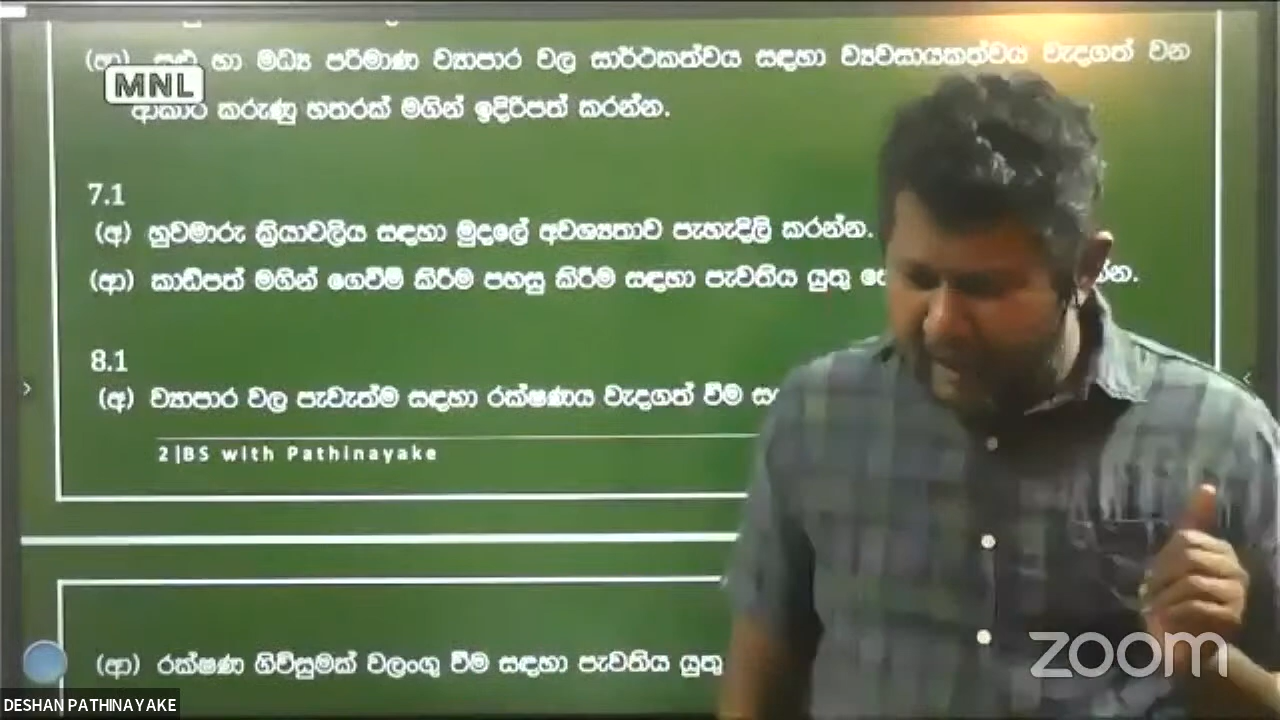 (ආ) සුළු හා මධ්‍ය පරිමාණ ව්‍යාපාර වල සාර්ථකත්වය සඳහා ව්‍යවසායකත්වය වැදගත් වන
MNL
ආකාර කරුණු හතරක් මගින් ඉදිරිපත් කරන්න.
7.1
(අ) හුවමාරු ක්‍රියාවලිය සඳහා මුදලේ අවශ්‍යතාව පැහැදිලි කරන්න.
(ආ) කාඩ්පත් මගින් ගෙවීම් කිරීම පහසු කිරීම සඳහා පැවතිය යුතු
8.1
(අ) ව්‍යාපාර වල පැවැත්ම සඳහා රක්ෂණය වැදගත් වීම
2|BS with Pathinayake
(ආ) රක්ෂණ ගිවිසුමක් වලංගු වීම සඳහා පැවතිය යුතු
zoom
DESHAN PATHINAYAKE